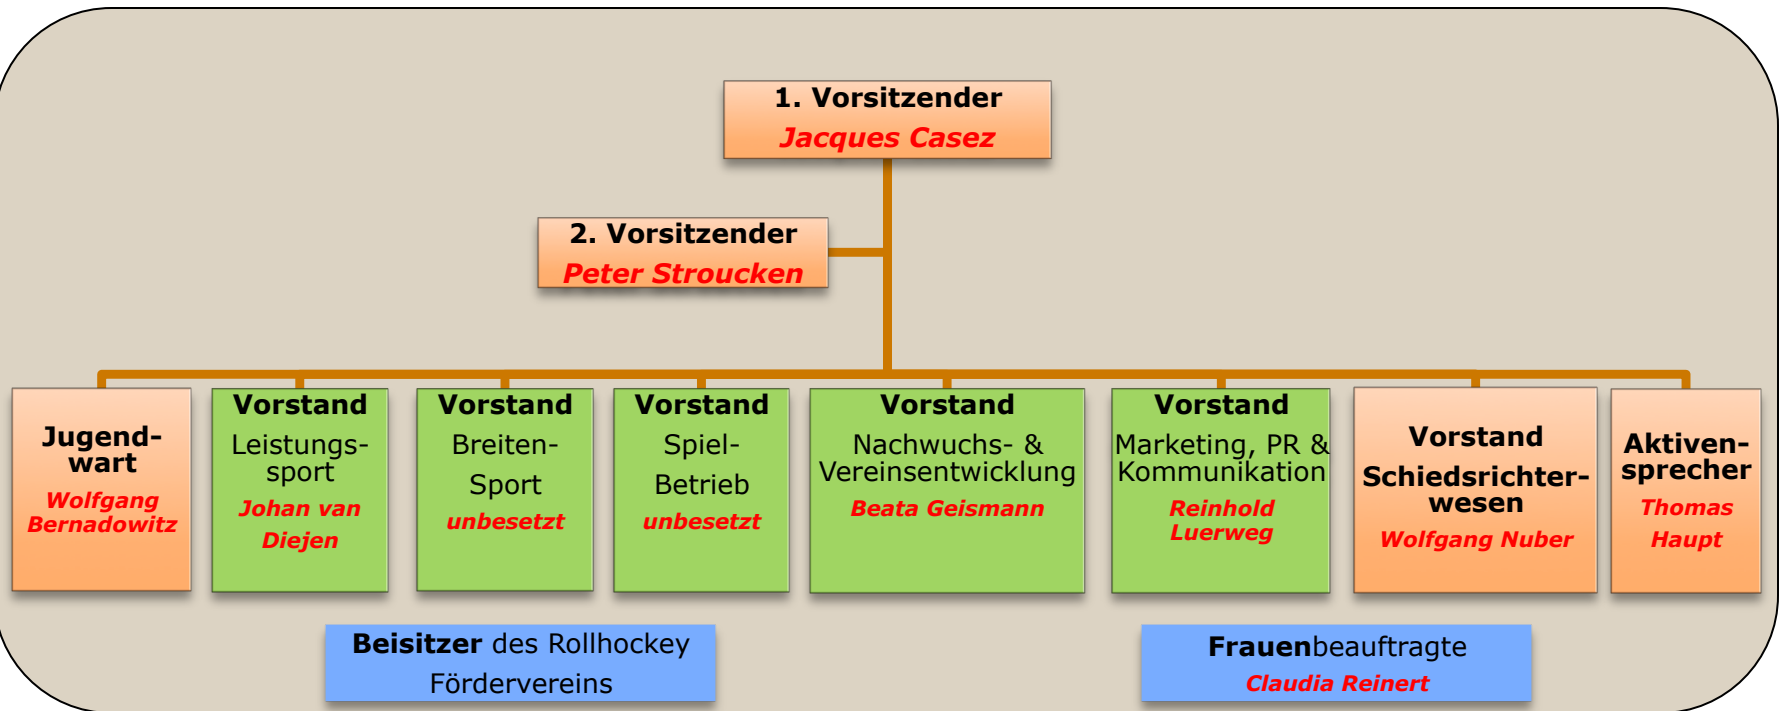 1. Vorsitzender
Jacques Casez
2. Vorsitzender
Peter Stroucken
Jugend-
wart
Wolfgang
Bernadowitz
Vorstand
Leistungs-
sport
Johan van
Diejen
Vorstand
Breiten-
Sport
unbesetzt
Vorstand
Spiel-
Betrieb
unbesetzt
Vorstand
Nachwuchs- &
Vereinsentwicklung
Beata Geismann
Vorstand
Marketing, PR &
Kommunikation
Reinhold
Luerweg
Vorstand
Schiedsrichter-
wesen
Wolfgang Nuber
Aktiven-
sprecher
Thomas
Haupt
Beisitzer des Rollhockey
Fördervereins
Frauenbeauftragte
Claudia Reinert